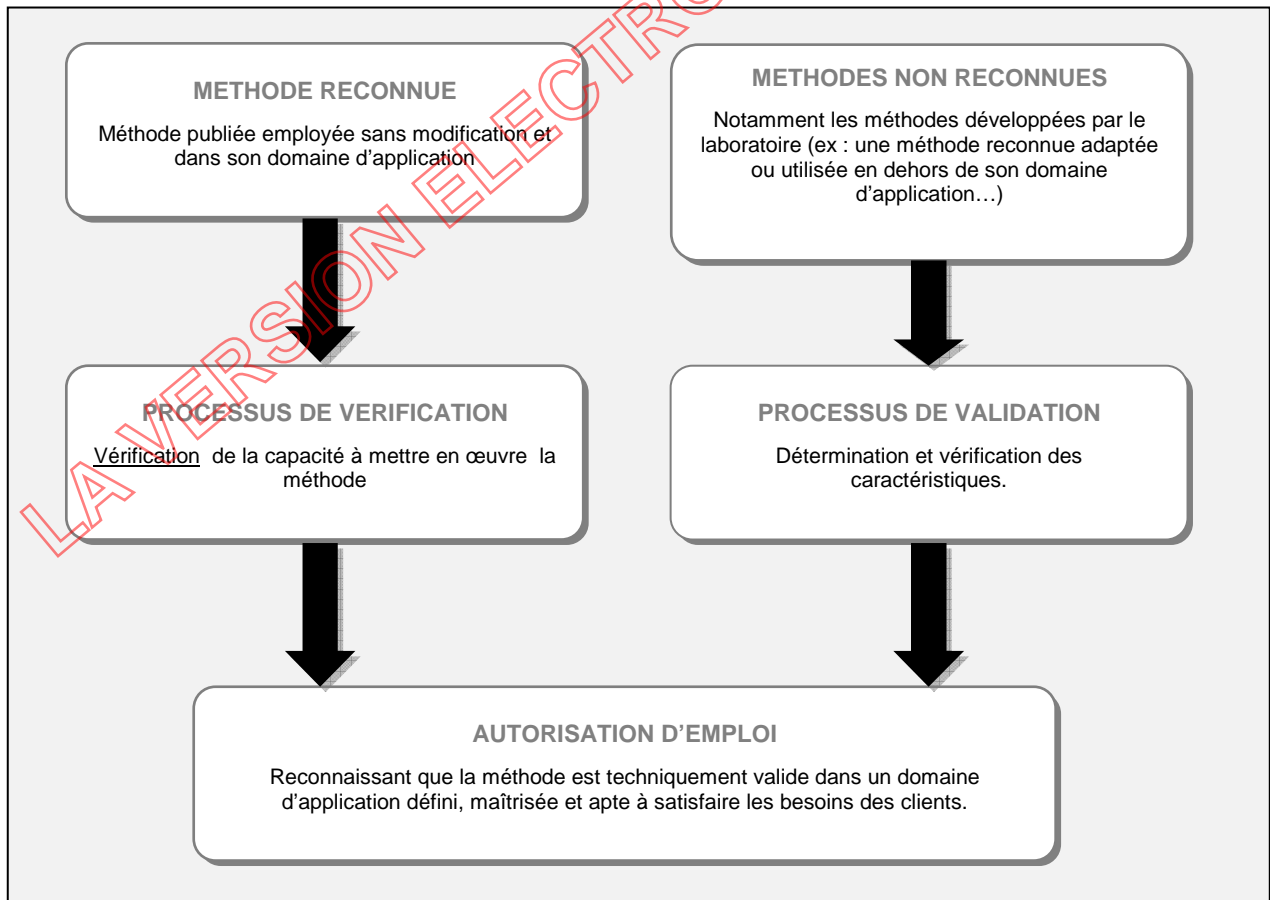 METHODE RECONNUE
Méthode publiée employée sans modification et
dans son domaine d'application
METHODES NON RECONNUES
Notamment les méthodes développées par le
laboratoire (ex : une méthode reconnue adaptée
ou utilisée en dehors de son domaine
d'application…)
PROCESSUS DE VERIFICATION
Vérification de la capacité à mettre en œuvre la
méthode
PROCESSUS DE VALIDATION
Détermination et vérification des
caractéristiques.
AUTORISATION D'EMPLOI
Reconnaissant que la méthode est techniquement valide dans un domaine
d'application défini, maîtrisée et apte à satisfaire les besoins des clients.
LA VERSION ELECTRO